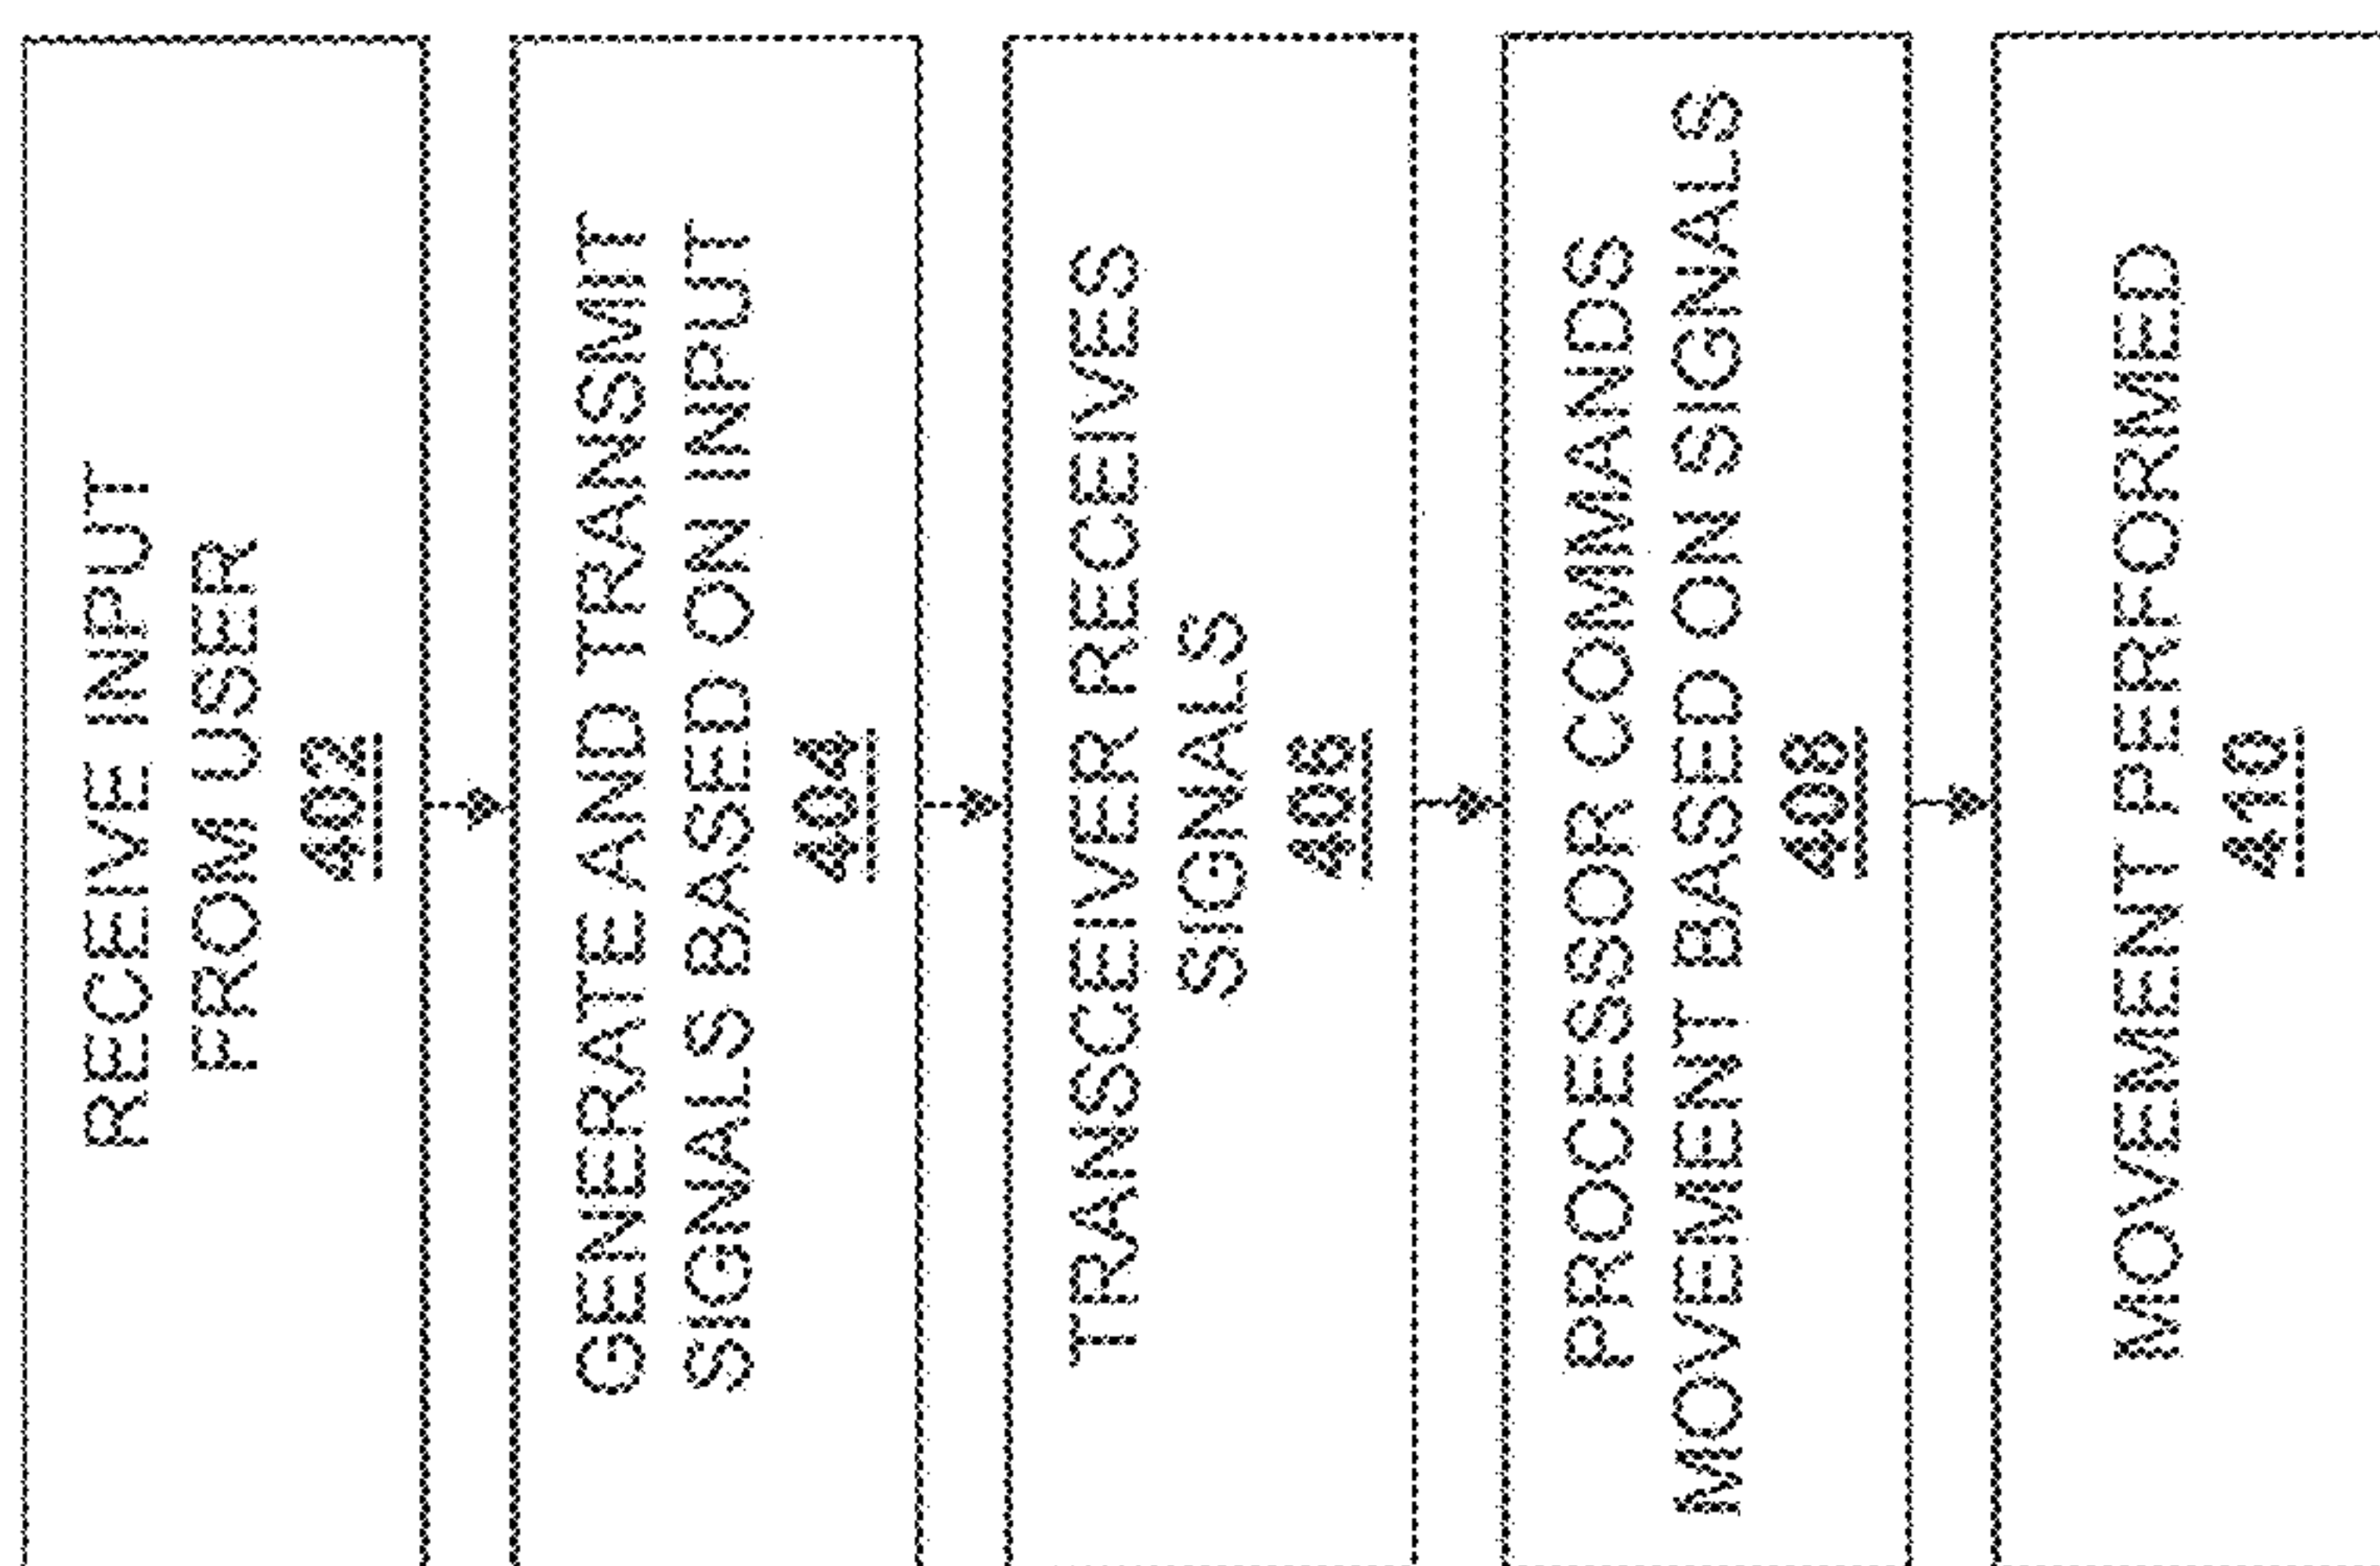 RECEIVE INPUT
FROM USER
402
GENERATE AND TRANSMIT
SIGNALS BASED ON INPUT
404
TRANSCEIVER RECEIVES
SIGNALS
406
PROCESSOR COMMANDS
MOVEMENT BASED ON SIGNALS
408
MOVEMENT PERFORMED
410